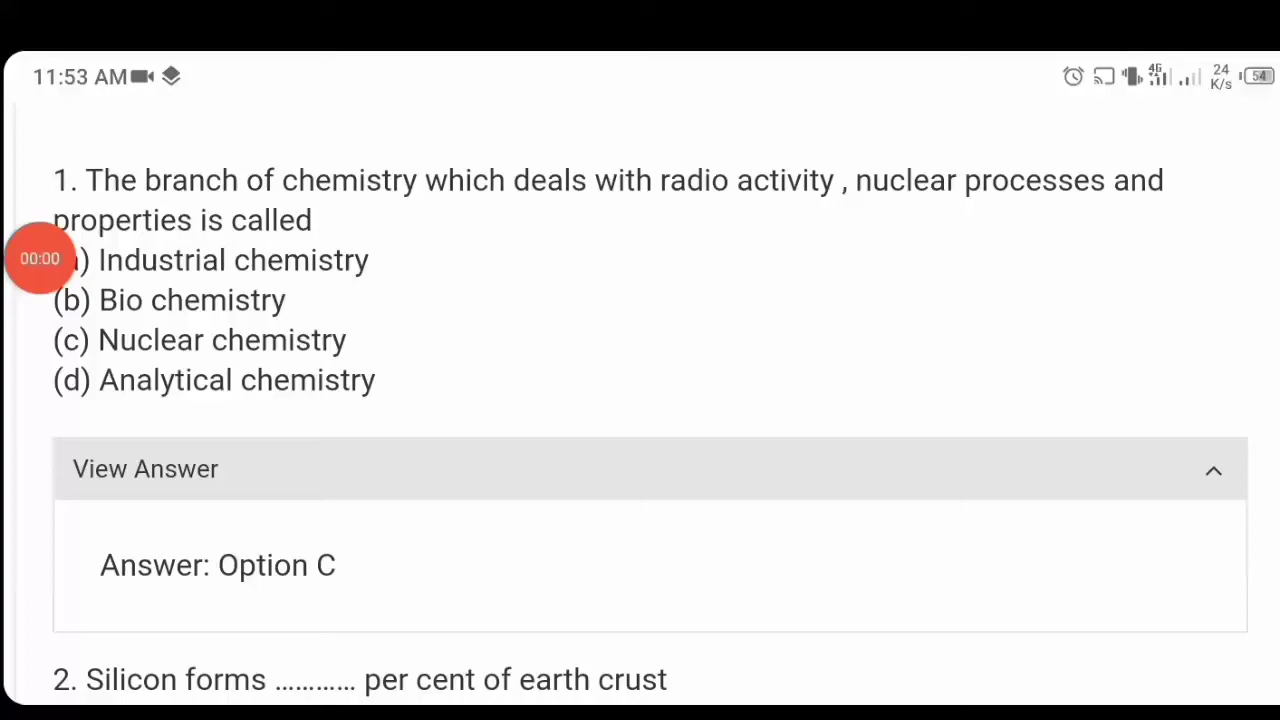 11:53 AM
4G
24
K/s
54
1. The branch of chemistry which deals with radio activity , nuclear processes and
properties is called
00:00
) Industrial chemistry
(b) Bio chemistry
(c) Nuclear chemistry
(d) Analytical chemistry
View Answer
Answer: Option C
2. Silicon forms ............ per cent of earth crust